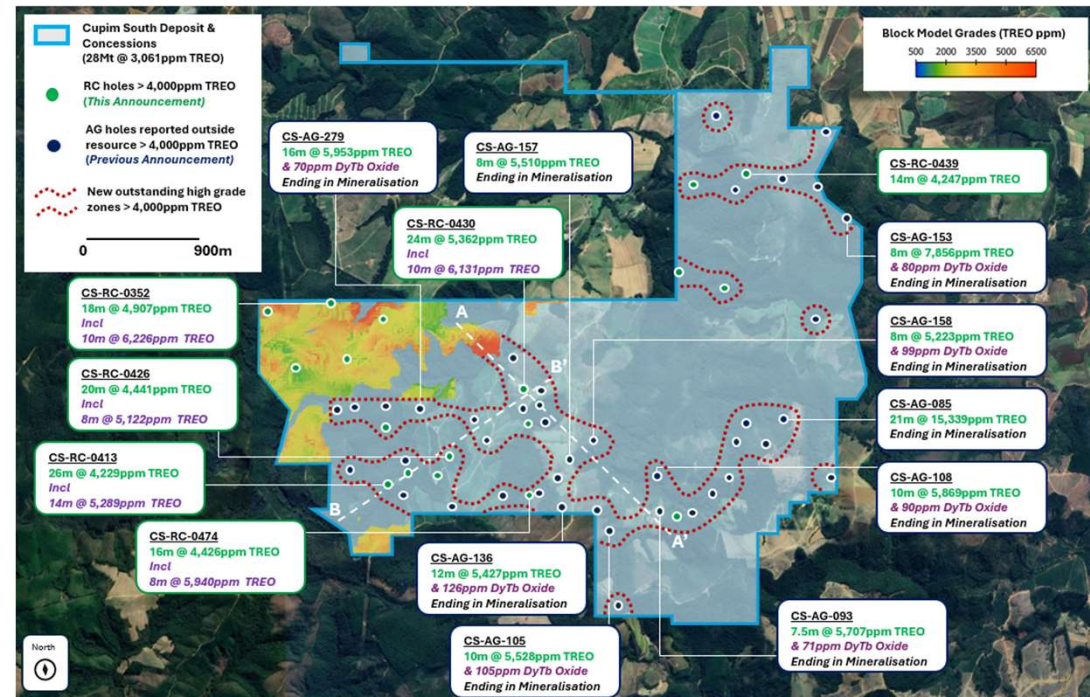 Cupim South Deposit &
Concessions
(28Mt @ 3,061ppm TREO)
RC holes > 4,000ppm TREO
(This Announcement)
AG holes reported outside
resource > 4,000ppm TREO
(Previous Announcement)
New outstanding high grade
zones > 4,000ppm TREO
0 900m
Block Model Grades (TREO ppm)
500 2000 3500 5000 6500
CS-AG-279
16m @ 5,953ppm TREO
& 70ppm DyTb Oxide
Ending in Mineralisation
CS-AG-157
8m @ 5,510ppm TREO
Ending in Mineralisation
CS-RC-0439
14m @ 4,247ppm TREO
CS-RC-0430
24m @ 5,362ppm TREO
Incl
10m @ 6,131ppm TREO
CS-AG-153
8m @ 7,856ppm TREO
& 80ppm DyTb Oxide
Ending in Mineralisation
CS-RC-0352
18m @ 4,907ppm TREO
Incl
10m @ 6,226ppm TREO
A
B'
CS-AG-158
8m @ 5,223ppm TREO
& 99ppm DyTb Oxide
Ending in Mineralisation
CS-RC-0426
20m @ 4,441ppm TREO
Incl
8m @ 5,122ppm TREO
CS-AG-085
21m @ 15,339ppm TREO
Ending in Mineralisation
CS-RC-0413
26m @ 4,229ppm TREO
Incl
14m @ 5,289ppm TREO
CS-AG-108
10m @ 5,869ppm TREO
& 90ppm DyTb Oxide
Ending in Mineralisation
B
A'
CS-RC-0474
16m @ 4,426ppm TREO
Incl
8m @ 5,940ppm TREO
CS-AG-136
12m @ 5,427ppm TREO
& 126ppm DyTb Oxide
Ending in Mineralisation
CS-AG-093
7.5m @ 5,707ppm TREO
& 71ppm DyTb Oxide
Ending in Mineralisation
CS-AG-105
10m @ 5,528ppm TREO
& 105ppm DyTb Oxide
Ending in Mineralisation
North